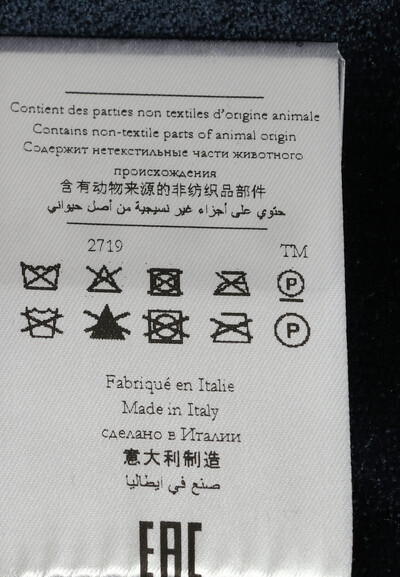 Contient des parties non textiles d'origine animale
Contains non-textile parts of animal origin
Содержит нетекстильные части животного
происхождения
含有动物来源的非纺织品部件
حتوي على أجزاء غير نسيجية من أصل حيواني
2719 TM
P
P
Fabriqué en Italie
Made in Italy
сделано в Италии
意大利制造
صنع في ايطاليا
EAC